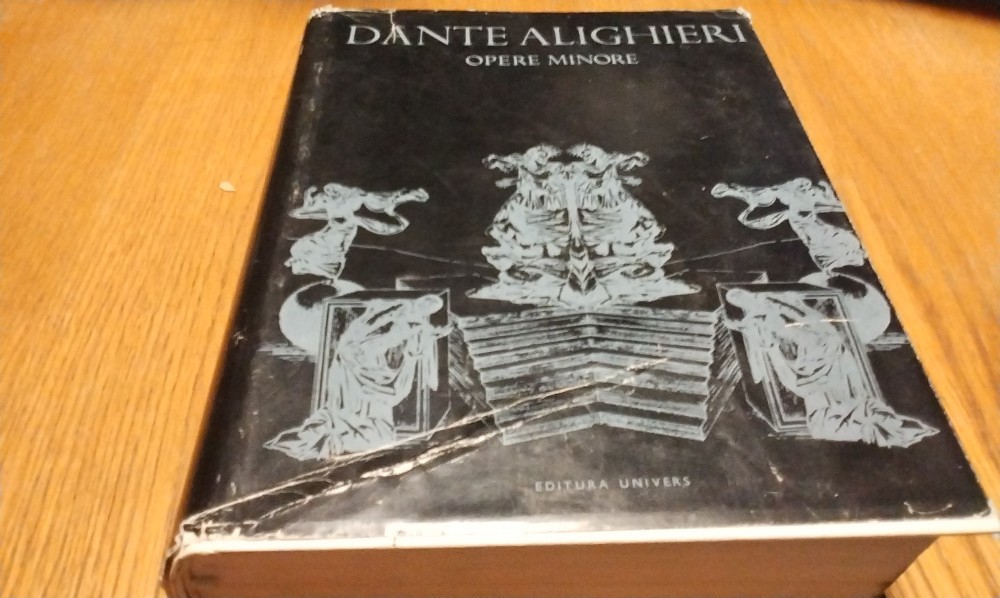 DANTE ALIGHIERI
OPERE MINORE
EDITURA UNIVERS